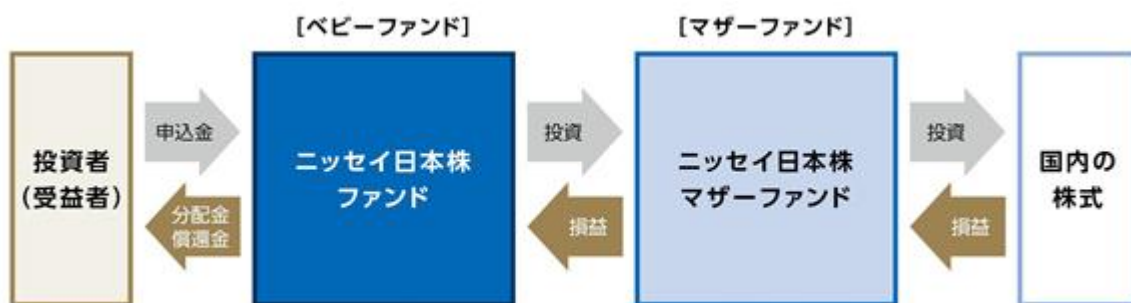 [ベビーファンド]
[マザーファンド]
投資者
(受益者)
申込金
分配金
償還金
ニッセイ日本株
ファンド
投資
損益
ニッセイ日本株
マザーファンド
投資
損益
国内の
株式